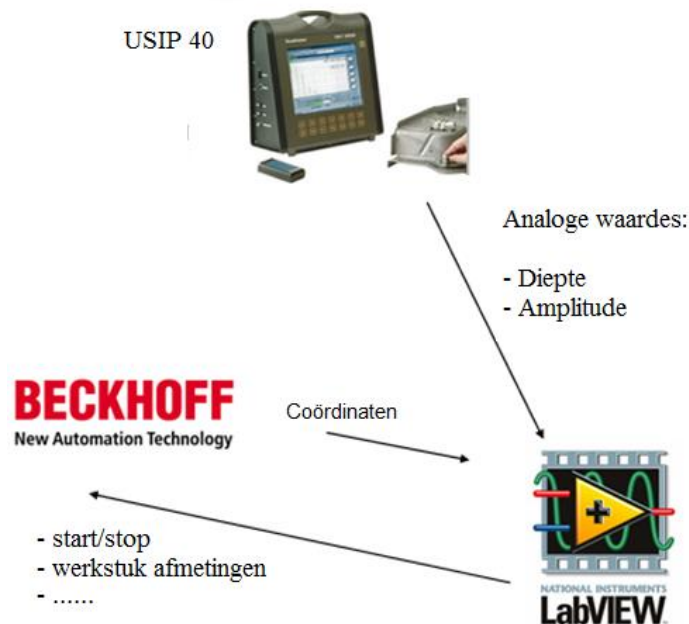 USIP 40
Analoge waardes:
- Diepte
- Amplitude
BECKHOFF
New Automation Technology
Coördinaten
- start/stop
- werkstuk afmetingen
- ......
NATIONAL INSTRUMENTS
LabVIEW